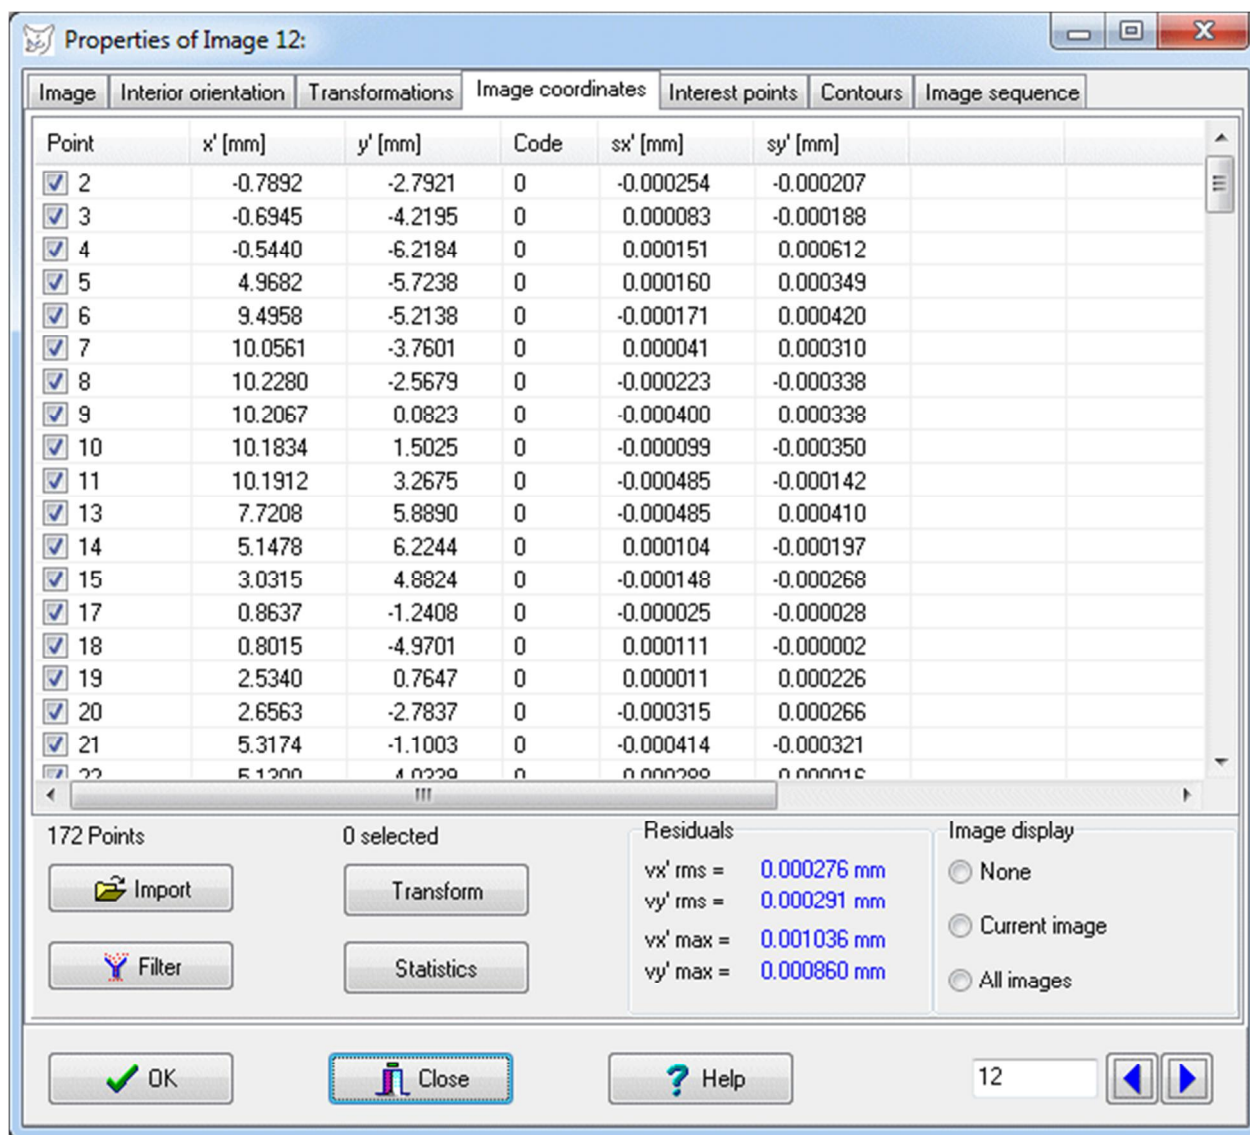 Properties of Image 12:
Image Interior orientation Transformations Image coordinates Interest points Contours Image sequence
Point x' [mm] y' [mm] Code sx' [mm] sy' [mm]
2 -0.7892 -2.7921 0 -0.000254 -0.000207
3 -0.6945 -4.2195 0 0.000083 -0.000188
4 -0.5440 -6.2184 0 0.000151 0.000612
5 4.9682 -5.7238 0 0.000160 0.000349
6 9.4958 -5.2138 0 -0.000171 0.000420
7 10.0561 -3.7601 0 0.000041 0.000310
8 10.2280 -2.5679 0 -0.000223 -0.000338
9 10.2067 0.0823 0 -0.000400 0.000338
10 10.1834 1.5025 0 -0.000099 -0.000350
11 10.1912 3.2675 0 -0.000485 -0.000142
13 7.7208 5.8890 0 -0.000485 0.000410
14 5.1478 6.2244 0 0.000104 -0.000197
15 3.0315 4.8824 0 -0.000148 -0.000268
17 0.8637 -1.2408 0 -0.000025 -0.000028
18 0.8015 -4.9701 0 0.000111 -0.000002
19 2.5340 0.7647 0 0.000011 0.000226
20 2.6563 -2.7837 0 -0.000315 0.000266
21 5.3174 -1.1003 0 -0.000414 -0.000321
172 Points 0 selected Residuals Image display
Import Transform vx' rms = 0.000276 mm None
vy' rms = 0.000291 mm
Filter Statistics vx' max = 0.001036 mm Current image
vy' max = 0.000860 mm All images
OK Close Help 12